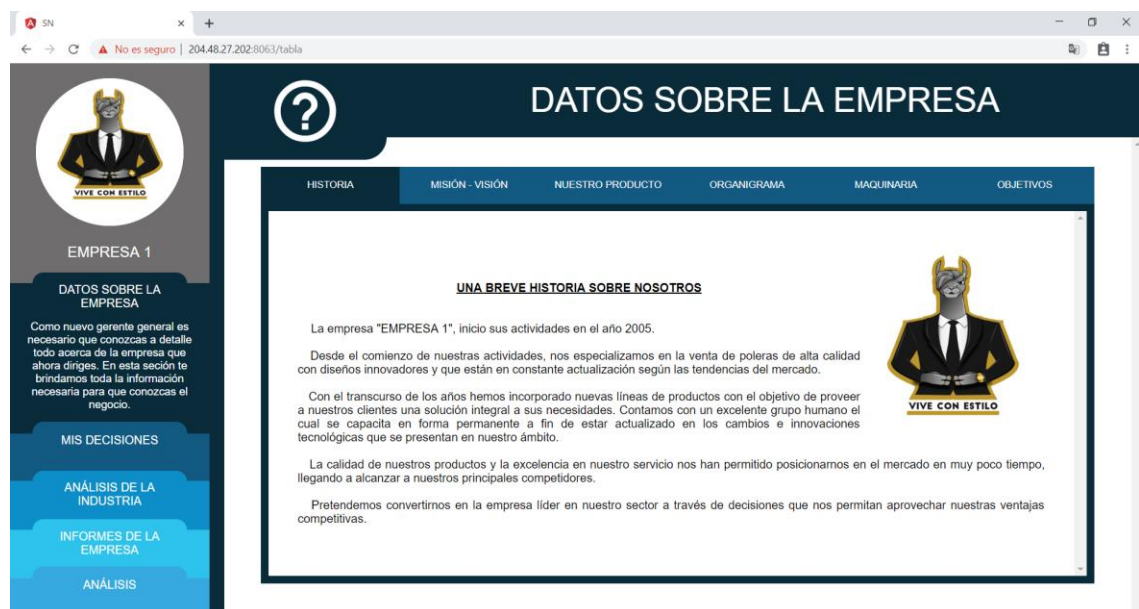 SN
No es seguro | 204.48.27.202:8063/tabla
VIVE CON ESTILO
EMPRESA 1
DATOS SOBRE LA
EMPRESA
Como nuevo gerente general es
necesario que conozcas a detalle
todo acerca de la empresa que
ahora diriges. En esta seción te
brindamos toda la información
necesaria para que conozcas el
negocio.
MIS DECISIONES
ANÁLISIS DE LA
INDUSTRIA
INFORMES DE LA
EMPRESA
ANÁLISIS
?
DATOS SOBRE LA EMPRESA
HISTORIA MISIÓN - VISIÓN NUESTRO PRODUCTO ORGANIGRAMA MAQUINARIA OBJETIVOS
UNA BREVE HISTORIA SOBRE NOSOTROS
La empresa "EMPRESA 1", inicio sus actividades en el año 2005.
Desde el comienzo de nuestras actividades, nos especializamos en la venta de poleras de alta calidad
con diseños innovadores y que están en constante actualización según las tendencias del mercado.
Con el transcurso de los años hemos incorporado nuevas líneas de productos con el objetivo de proveer
a nuestros clientes una solución integral a sus necesidades. Contamos con un excelente grupo humano el
cual se capacita en forma permanente a fin de estar actualizado en los cambios e innovaciones
tecnológicas que se presentan en nuestro ámbito.
VIVE CON ESTILO
La calidad de nuestros productos y la excelencia en nuestro servicio nos han permitido posicionarnos en el mercado en muy poco tiempo,
llegando a alcanzar a nuestros principales competidores.
Pretendemos convertirnos en la empresa líder en nuestro sector a través de decisiones que nos permitan aprovechar nuestras ventajas
competitivas.